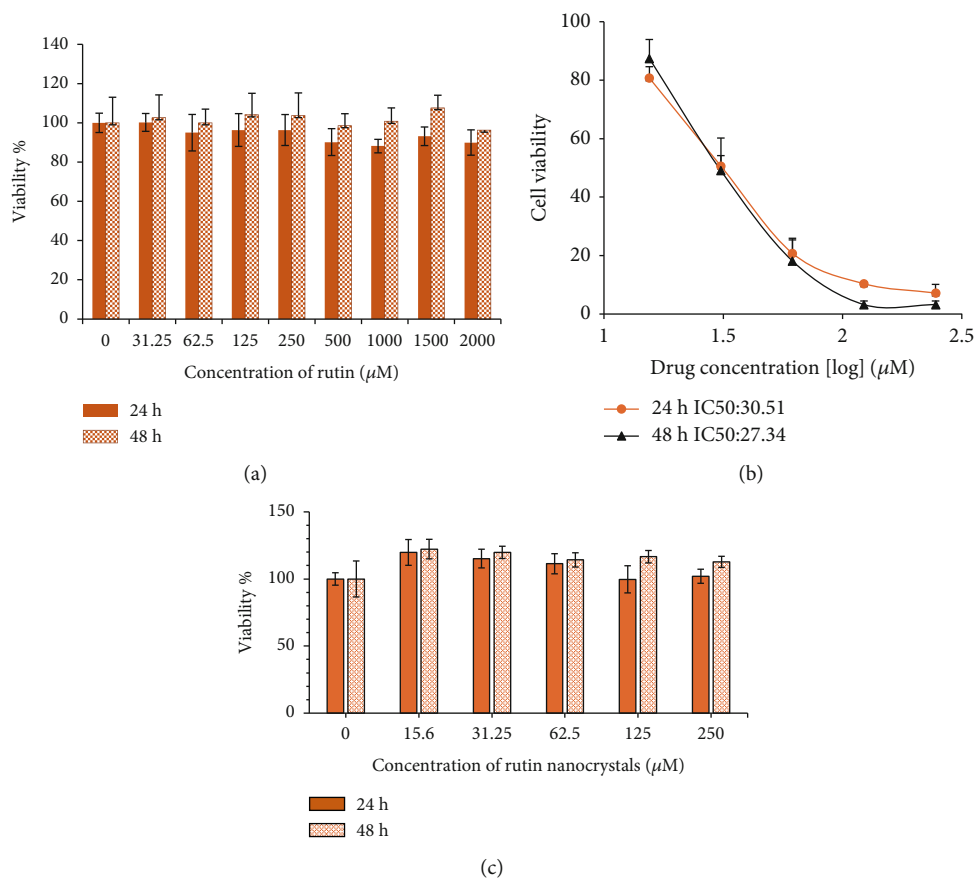 140
120
100
80
60
40
20
0
Viability %
0 31.25 62.5 125 250 500 1000 1500 2000
Concentration of rutin (μM)
24 h
48 h
(a)
100
80
60
40
20
0
Cell viability
1 1.5 2 2.5
Drug concentration [log] (μM)
24 h IC50:30.51
48 h IC50:27.34
(b)
150
100
50
0
Viability %
0 15.6 31.25 62.5 125 250
Concentration of rutin nanocrystals (μM)
24 h
48 h
(c)